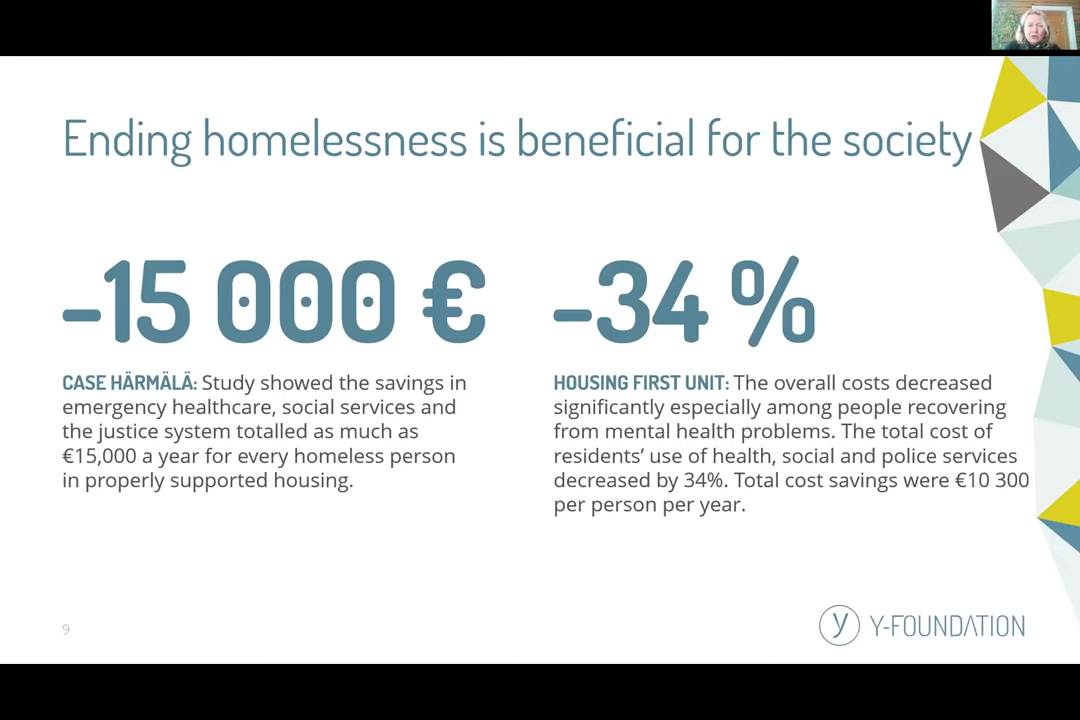 Ending homelessness is beneficial for the society
-15 000 €
CASE HÄRMÄLÄ: Study showed the savings in
emergency healthcare, social services and
the justice system totalled as much as
€15,000 a year for every homeless person
in properly supported housing.
-34 %
HOUSING FIRST UNIT: The overall costs decreased
significantly especially among people recovering
from mental health problems. The total cost of
residents’ use of health, social and police services
decreased by 34%. Total cost savings were €10 300
per person per year.
9
y Y-FOUNDATION